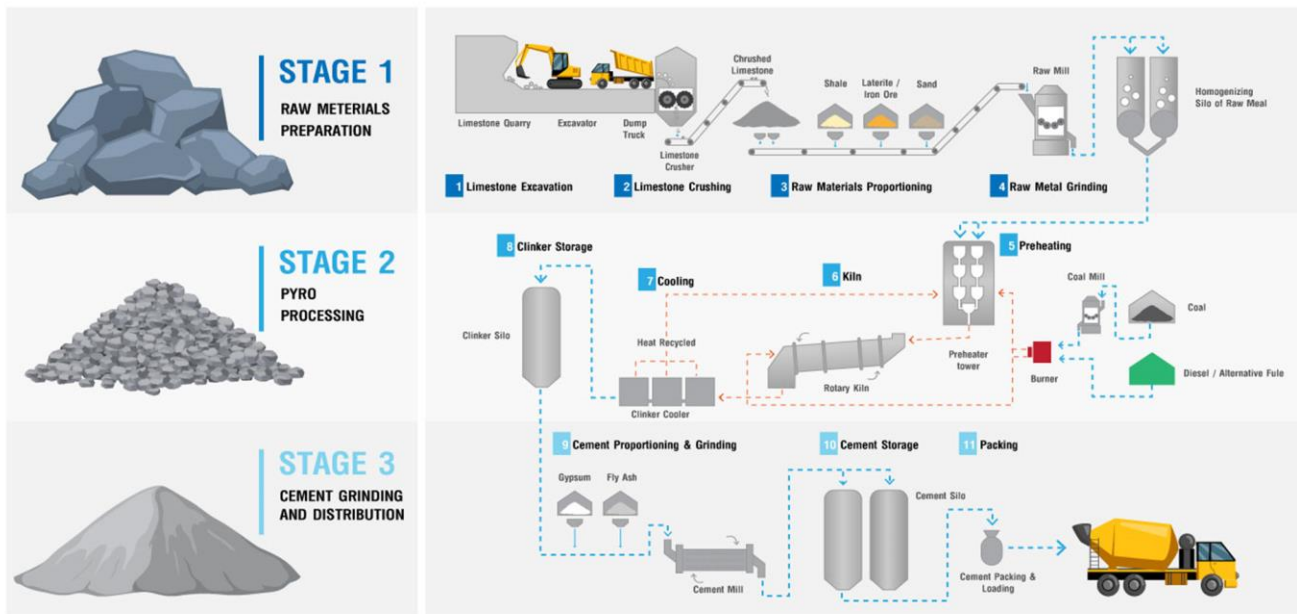 STAGE 1
RAW METERIALS
PREPARATION
Limestone Quarry
Excavator
Dump
Truck
Limestone
Crusher
Chrushed
Limestone
Shale
Laterite /
Iron Ore
Sand
Raw Mill
Homogenizing
Silo of Raw Meal
1 Limestone Excavation
2 Limestone Crushing
3 Raw Materials Proportioning
4 Raw Metal Grinding
STAGE 2
PYRO
PROCESSING
8 Clinker Storage
7 Cooling
6 Kiln
5 Preheating
Clinker Silo
Heat Recycled
Clinker Cooler
Rotary Kiln
Preheater
tower
Coal Mill
Coal
Burner
Diesel / Alternative Fule
STAGE 3
CEMENT GRINDING
AND DISTRIBUTION
9 Cement Proportioning & Grinding
10 Cement Storage
11 Packing
Gypsum
Fly Ash
Cement Mill
Cement Silo
Cement Packing &
Loading